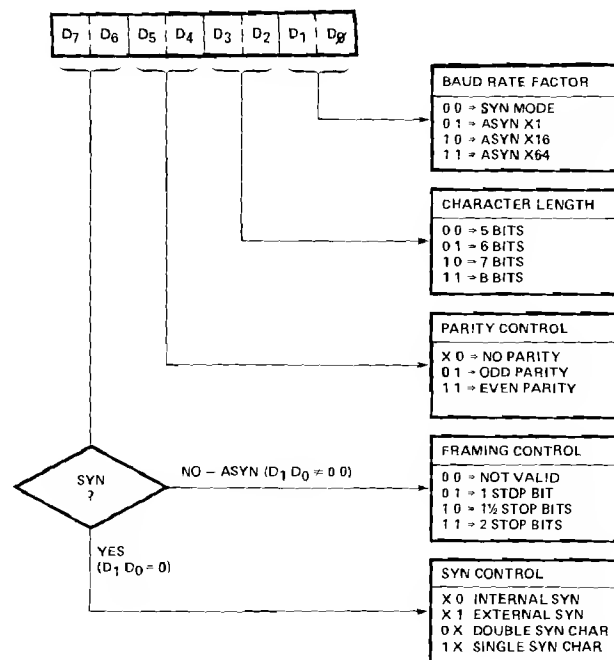 D7 D6 D5 D4 D3 D2 D1 D0
BAUD RATE FACTOR
0 0 = SYN MODE
0 1 = ASYN X1
1 0 = ASYN X16
1 1 = ASYN X64
CHARACTER LENGTH
0 0 = 5 BITS
0 1 = 6 BITS
1 0 = 7 BITS
1 1 = 8 BITS
PARITY CONTROL
X 0 = NO PARITY
0 1 = ODD PARITY
1 1 = EVEN PARITY
SYN
?
NO – ASYN (D1 D0 ≠ 0 0)
FRAMING CONTROL
0 0 = NOT VALID
0 1 = 1 STOP BIT
1 0 = 1½ STOP BITS
1 1 = 2 STOP BITS
YES
(D1 D0 = 0)
SYN CONTROL
X 0 INTERNAL SYN
X 1 EXTERNAL SYN
0 X DOUBLE SYN CHAR
1 X SINGLE SYN CHAR